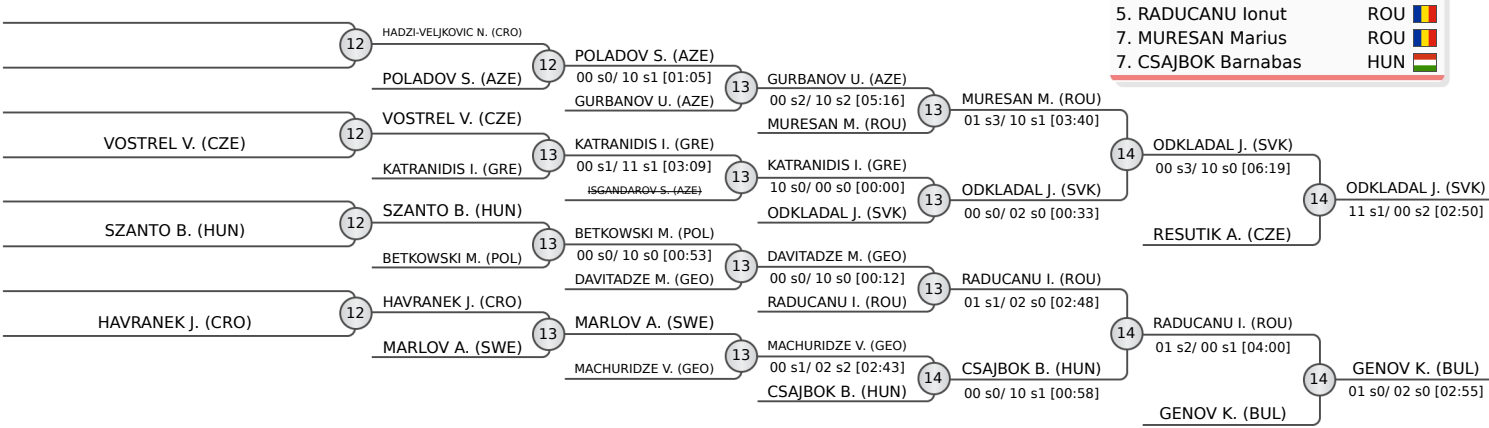 5. RADUCANU Ionut ROU
7. MURESAN Marius ROU
7. CSAJBOK Barnabas HUN
12
HADZI-VELJKOVIC N. (CRO)
POLADOV S. (AZE)
12
POLADOV S. (AZE)
00 s0/ 10 s1 [01:05]
GURBANOV U. (AZE)
13
GURBANOV U. (AZE)
00 s2/ 10 s2 [05:16]
MURESAN M. (ROU)
13
MURESAN M. (ROU)
01 s3/ 10 s1 [03:40]
VOSTREL V. (CZE)
12
VOSTREL V. (CZE)
KATRANIDIS I. (GRE)
13
KATRANIDIS I. (GRE)
00 s1/ 11 s1 [03:09]
ISGANDAROV S. (AZE)
13
KATRANIDIS I. (GRE)
10 s0/ 00 s0 [00:00]
ODKLADAL J. (SVK)
13
ODKLADAL J. (SVK)
00 s0/ 02 s0 [00:33]
14
ODKLADAL J. (SVK)
00 s3/ 10 s0 [06:19]
RESUTIK A. (CZE)
14
ODKLADAL J. (SVK)
11 s1/ 00 s2 [02:50]
SZANTO B. (HUN)
12
SZANTO B. (HUN)
BETKOWSKI M. (POL)
13
BETKOWSKI M. (POL)
00 s0/ 10 s0 [00:53]
DAVITADZE M. (GEO)
13
DAVITADZE M. (GEO)
00 s0/ 10 s0 [00:12]
RADUCANU I. (ROU)
13
RADUCANU I. (ROU)
01 s1/ 02 s0 [02:48]
HAVRANEK J. (CRO)
12
HAVRANEK J. (CRO)
MARLOV A. (SWE)
13
MARLOV A. (SWE)
MACHURIDZE V. (GEO)
13
MACHURIDZE V. (GEO)
00 s1/ 02 s2 [02:43]
CSAJBOK B. (HUN)
14
CSAJBOK B. (HUN)
00 s0/ 10 s1 [00:58]
14
RADUCANU I. (ROU)
01 s2/ 00 s1 [04:00]
GENOV K. (BUL)
14
GENOV K. (BUL)
01 s0/ 02 s0 [02:55]